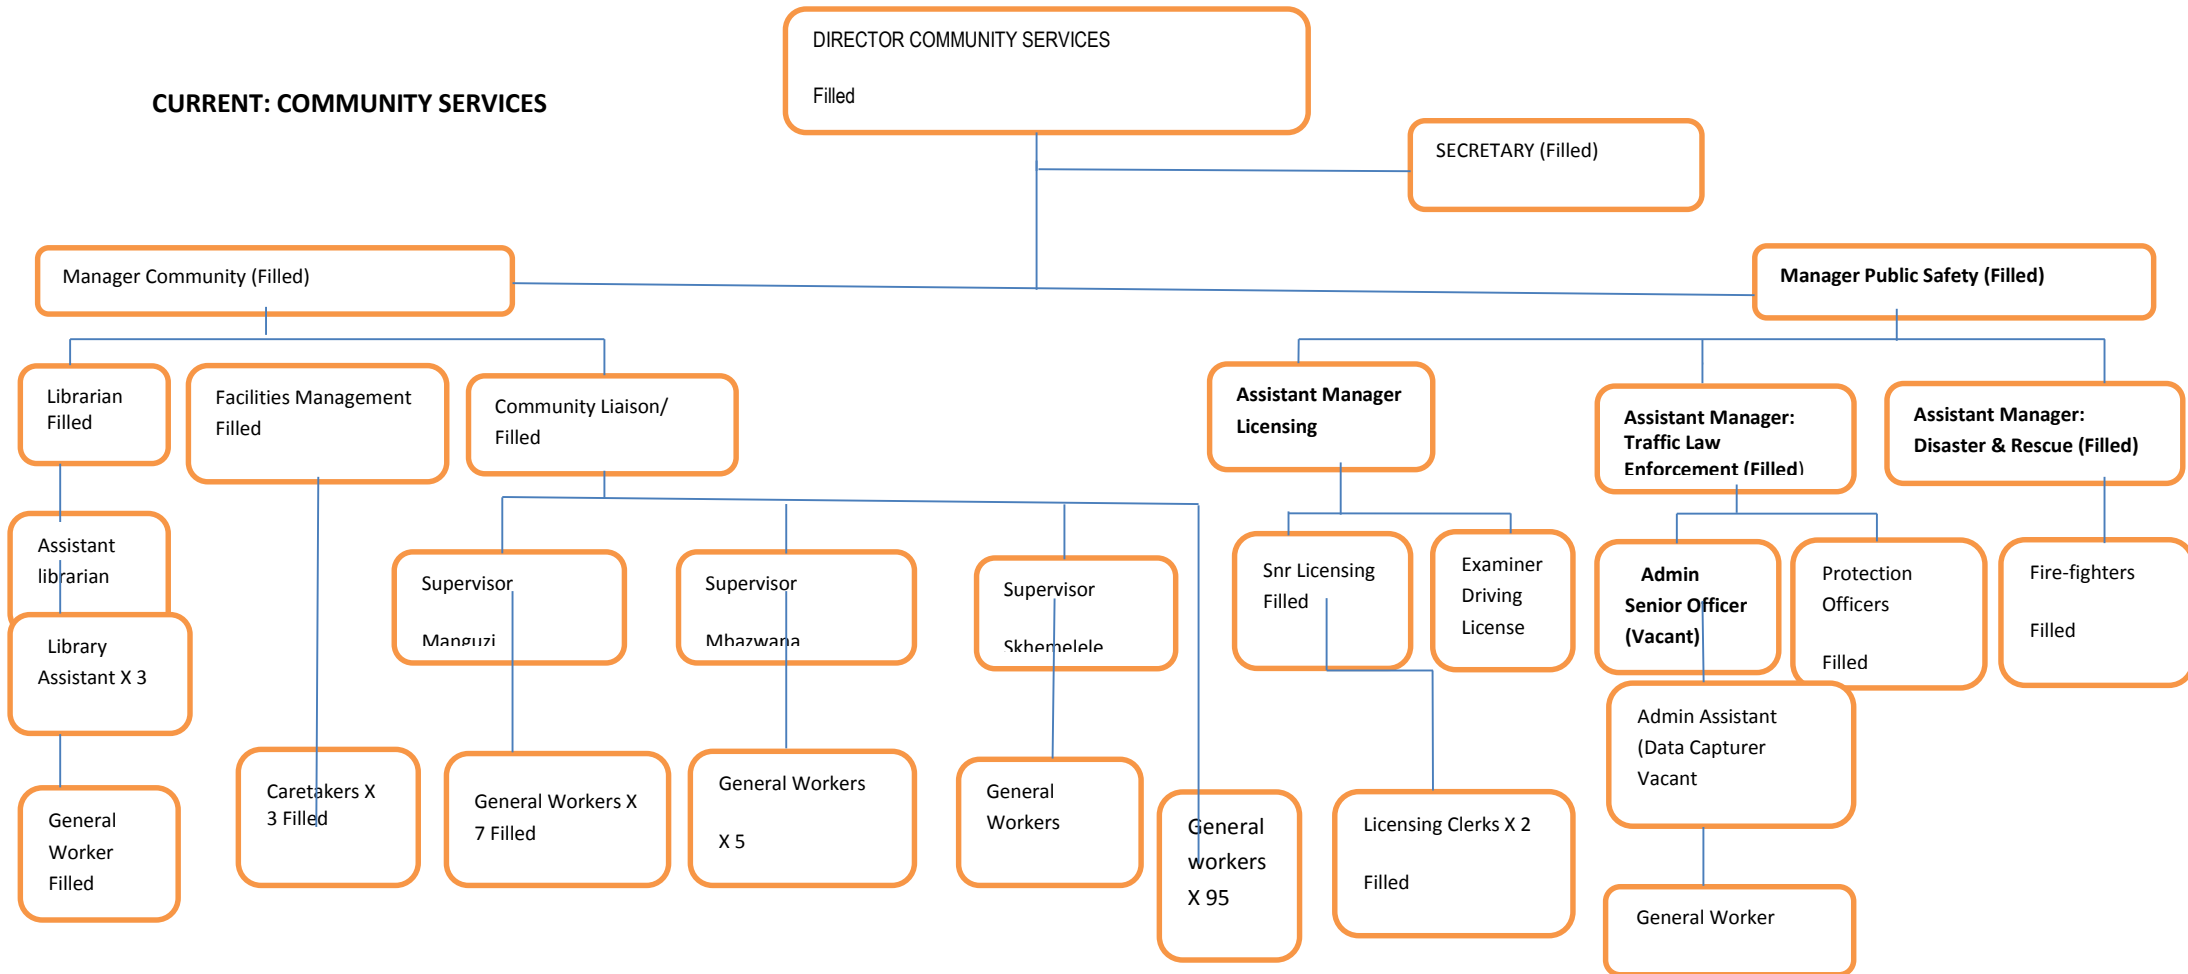 DIRECTOR COMMUNITY SERVICES
Filled
CURRENT: COMMUNITY SERVICES
SECRETARY (Filled)
Manager Community (Filled)
Manager Public Safety (Filled)
Librarian
Filled
Facilities Management
Filled
Community Liaison/
Filled
Assistant Manager
Licensing
Assistant Manager:
Traffic Law
Enforcement (Filled)
Assistant Manager:
Disaster & Rescue (Filled)
Assistant
librarian
Library
Assistant X 3
General
Worker
Filled
Caretakers X
3 Filled
Supervisor
Manguzi
General Workers X
7 Filled
Supervisor
Mbazwana
General Workers
X 5
Supervisor
Skhemelele
General
Workers
General
workers
X 95
Snr Licensing
Filled
Examiner
Driving
License
Licensing Clerks X 2
Filled
Admin
Senior Officer
(Vacant)
Protection
Officers
Filled
Fire-fighters
Filled
Admin Assistant
(Data Capturer
Vacant
General Worker